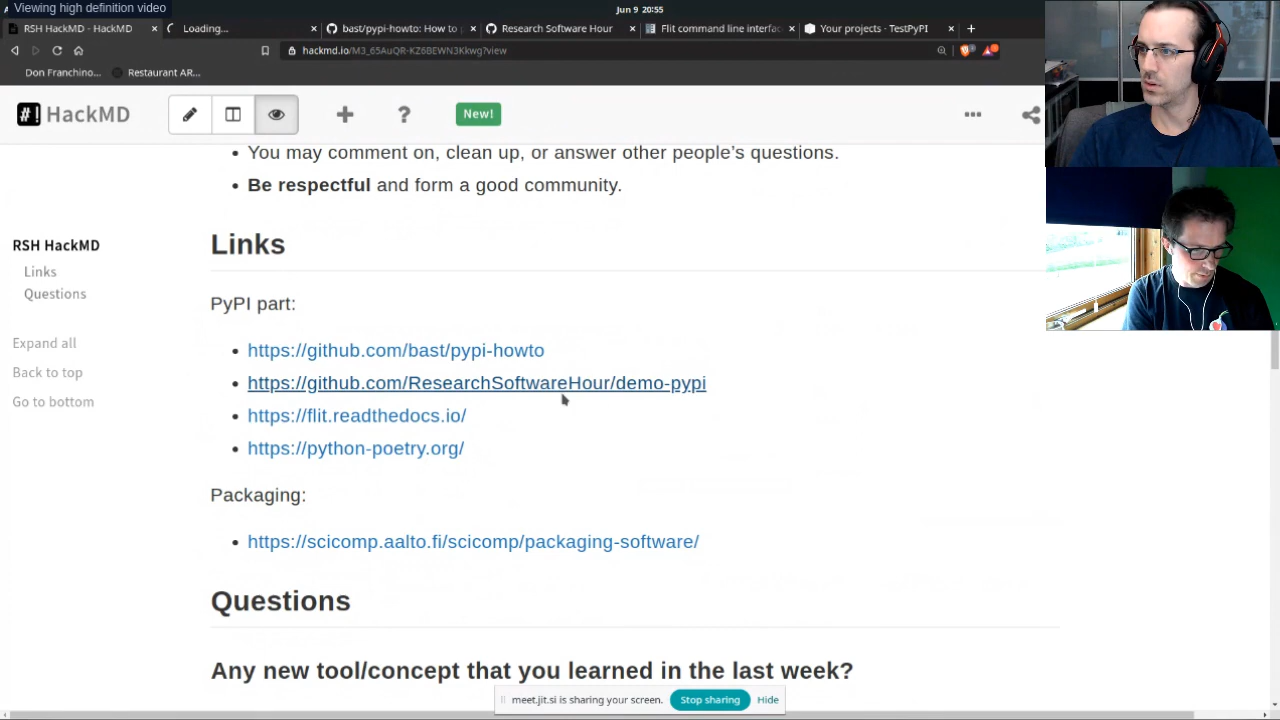 Viewing high definition video
Jun 9 20:55
RSH HackMD - HackMD
Loading...
bast/pypi-howto: How to
Research Software Hour
Flit command line interfac
Your projects · TestPyPI
hackmd.io/M3_65AuQR-KZ6BEWN3Kkwg?view
Don Franchino...
Restaurant AR...
HackMD
New!
You may comment on, clean up, or answer other people's questions.
Be respectful and form a good community.
RSH HackMD
Links
Questions
Expand all
Back to top
Go to bottom
Links
PyPI part:
https://github.com/bast/pypi-howto
https://github.com/ResearchSoftwareHour/demo-pypi
https://flit.readthedocs.io/
https://python-poetry.org/
Packaging:
https://scicomp.aalto.fi/scicomp/packaging-software/
Questions
Any new tool/concept that you learned in the last week?
meet.jit.si is sharing your screen.
Stop sharing
Hide